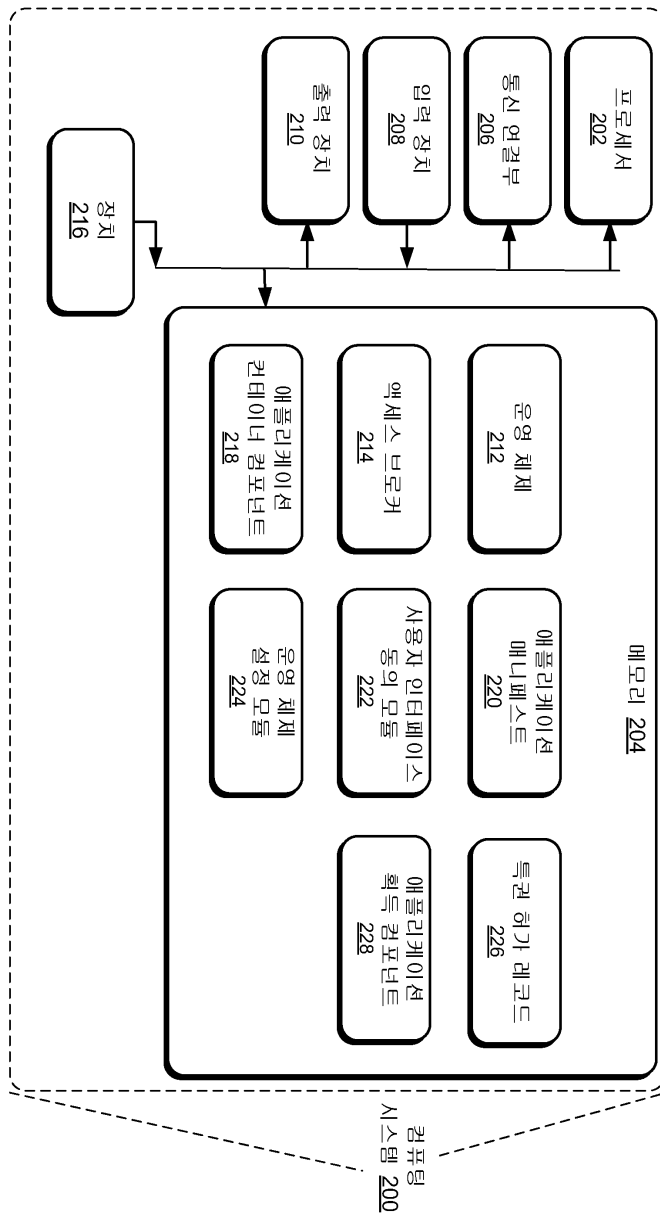 프로세서
202
통신 연결부
206
입력 장치
208
출력 장치
210
장치
216
메모리 204
운영 체제
212
애플리케이션
매니페스트
220
특권 허가 레코드
226
액세스 브로커
214
사용자 인터페이스
동의 모듈
222
애플리케이션
획득 컴포넌트
228
애플리케이션
컨테이너 컴포넌트
218
운영 체제
설정 모듈
224
컴퓨팅
시스템 200